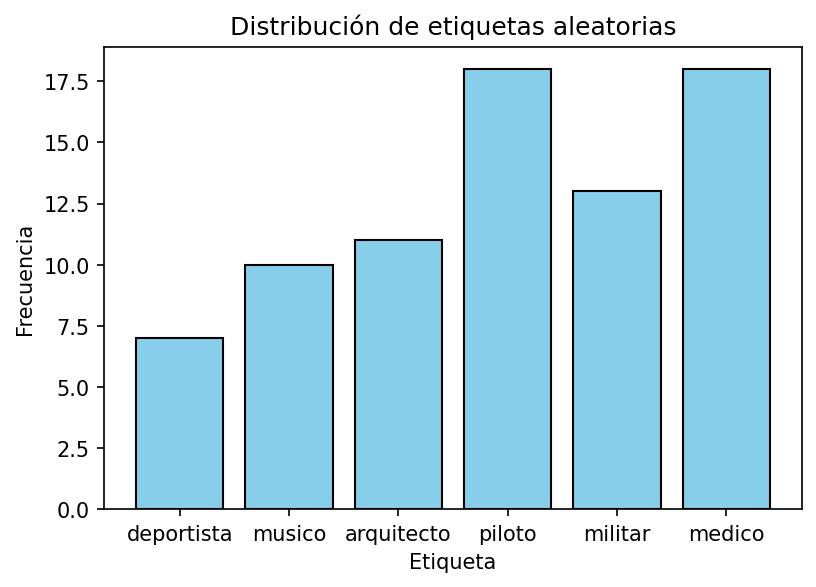 Distribución de etiquetas aleatorias
Frecuencia
17.5
15.0
12.5
10.0
7.5
5.0
2.5
0.0
deportista musico arquitecto piloto militar medico
Etiqueta